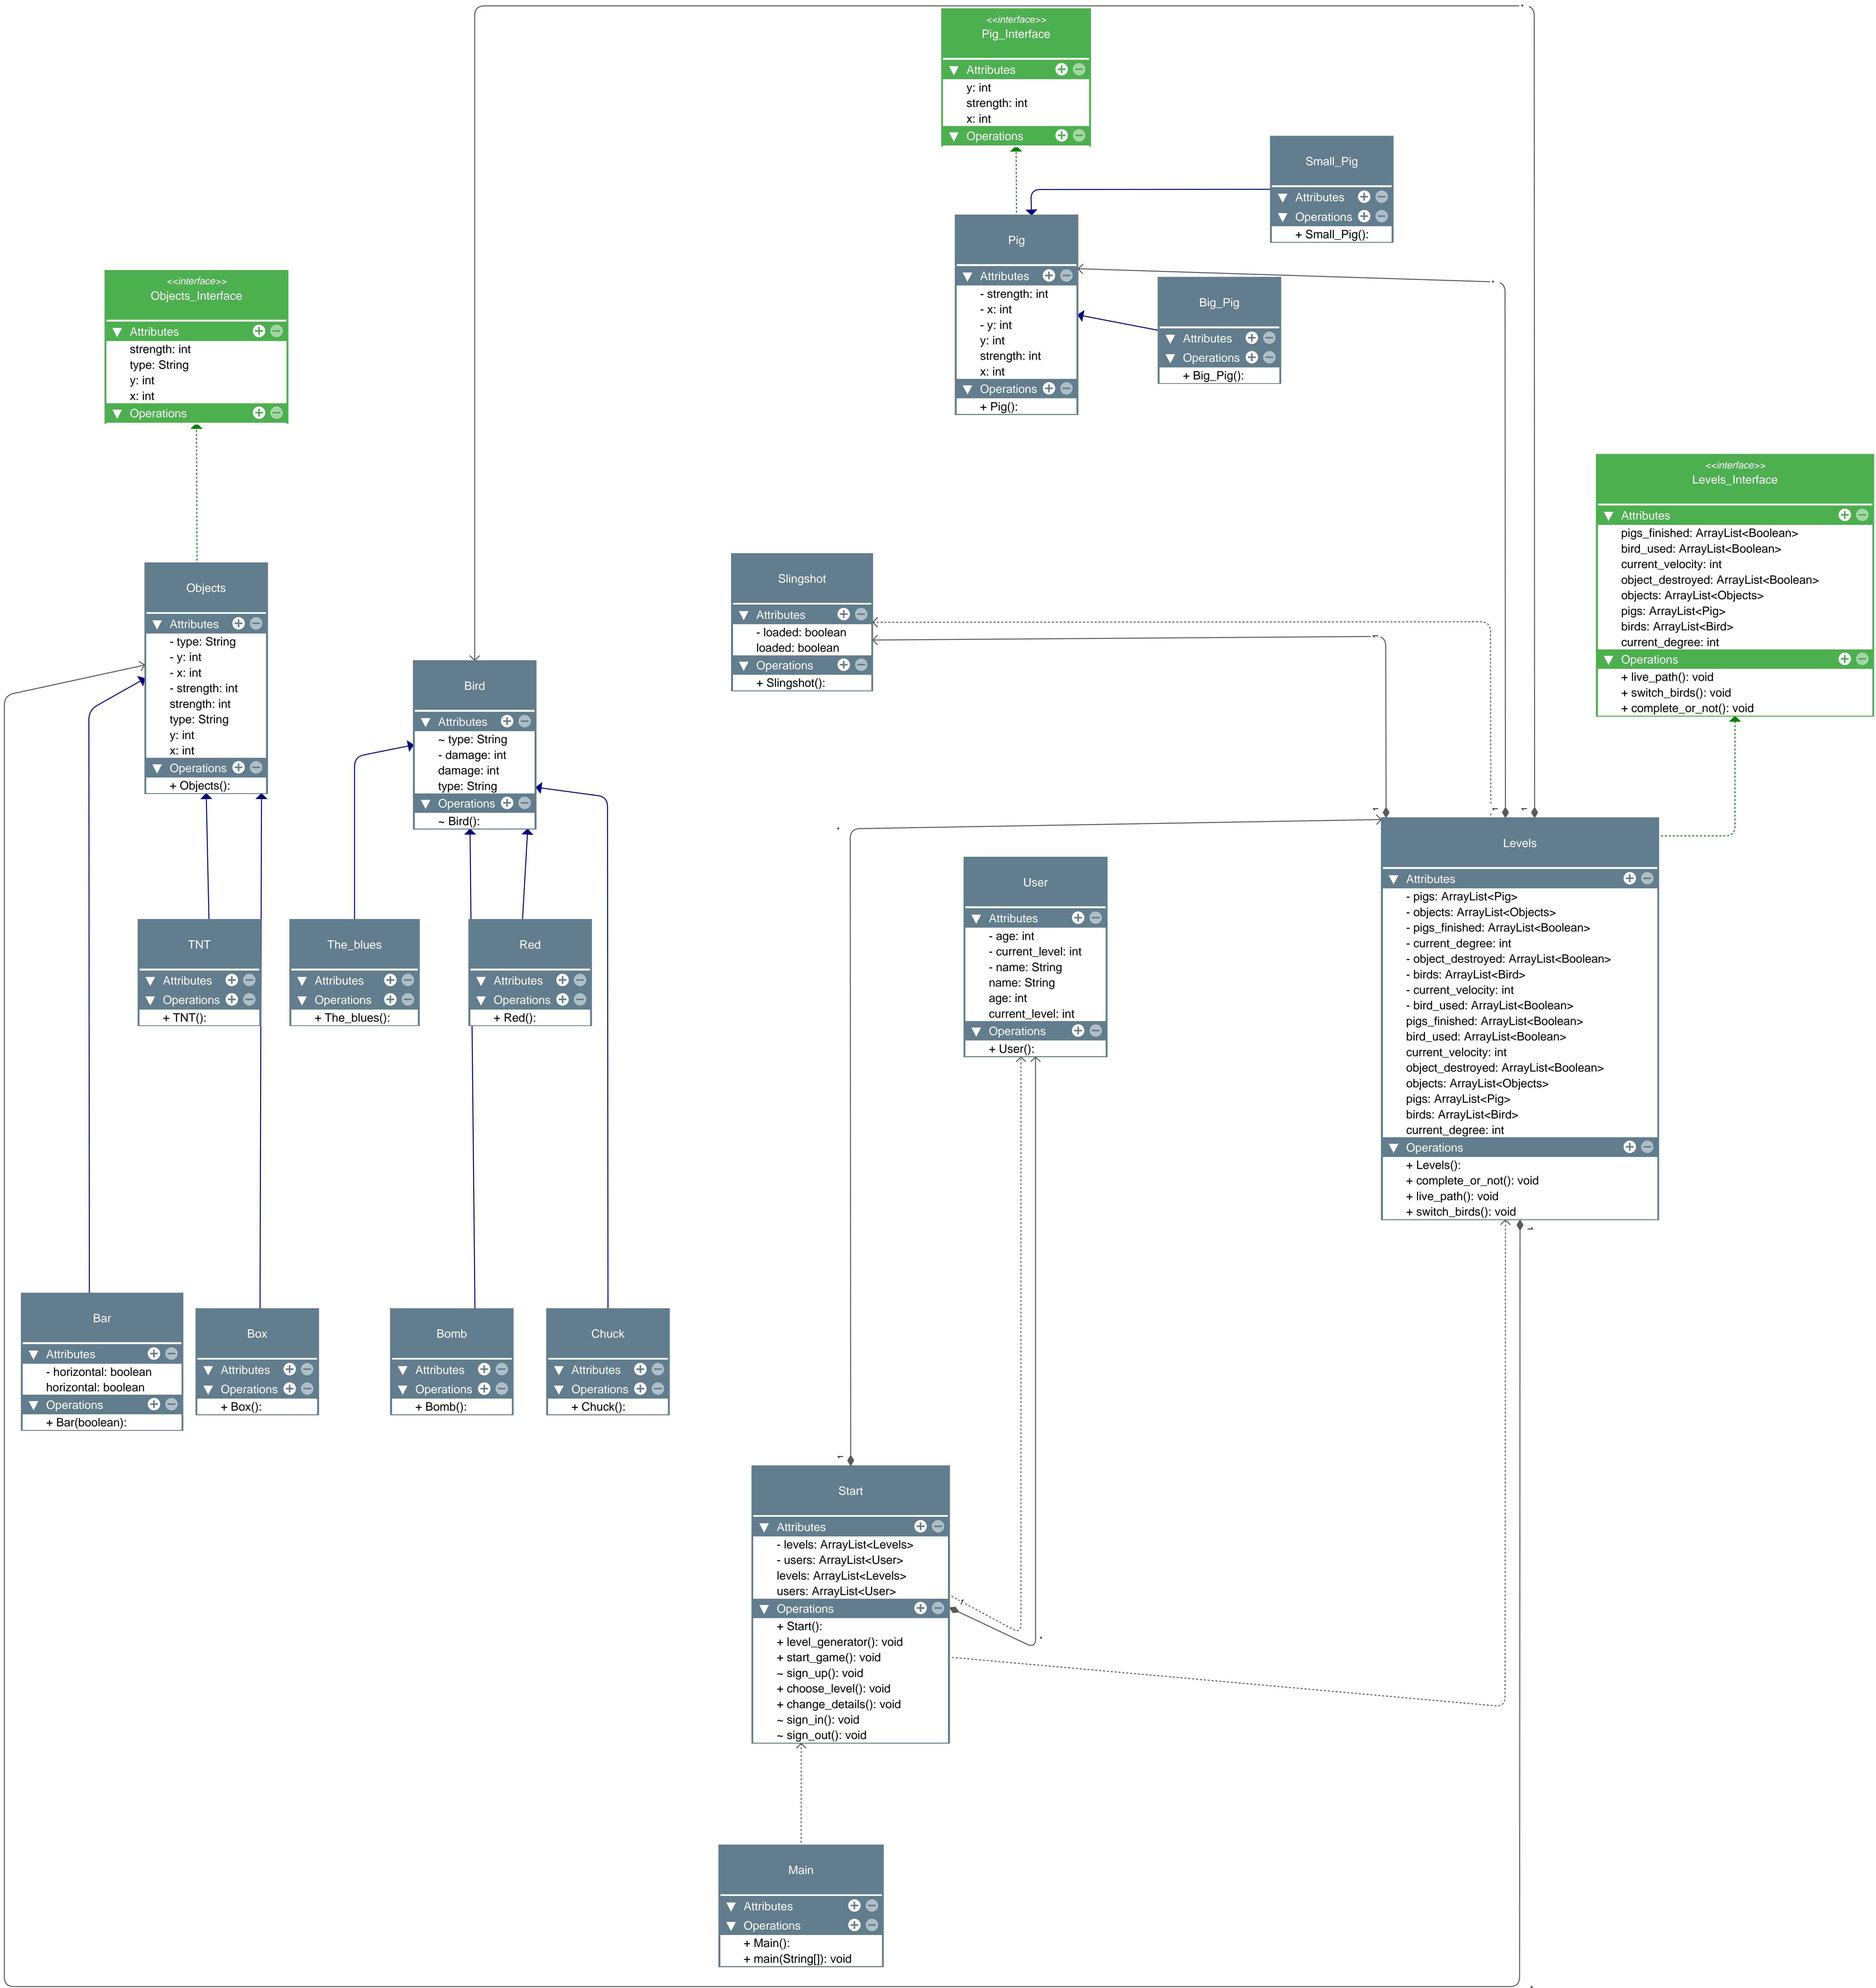 <<interface>>
Pig_Interface
Attributes
y: int
strength: int
x: int
Operations
Small_Pig
Attributes
Operations
+ Small_Pig():
Pig
Attributes
- strength: int
- x: int
- y: int
y: int
strength: int
x: int
Operations
+ Pig():
Big_Pig
Attributes
Operations
+ Big_Pig():
<<interface>>
Objects_Interface
Attributes
strength: int
type: String
y: int
x: int
Operations
<<interface>>
Levels_Interface
Attributes
pigs_finished: ArrayList<Boolean>
bird_used: ArrayList<Boolean>
current_velocity: int
object_destroyed: ArrayList<Boolean>
objects: ArrayList<Objects>
pigs: ArrayList<Pig>
birds: ArrayList<Bird>
current_degree: int
Operations
+ live_path(): void
+ switch_birds(): void
+ complete_or_not(): void
Objects
Attributes
- type: String
- y: int
- x: int
- strength: int
strength: int
type: String
y: int
x: int
Operations
+ Objects():
Slingshot
Attributes
- loaded: boolean
loaded: boolean
Operations
+ Slingshot():
Bird
Attributes
~ type: String
- damage: int
damage: int
type: String
Operations
~ Bird():
1
1
1
1
*
*
*
Levels
Attributes
- pigs: ArrayList<Pig>
- objects: ArrayList<Objects>
- pigs_finished: ArrayList<Boolean>
- current_degree: int
- object_destroyed: ArrayList<Boolean>
- birds: ArrayList<Bird>
- current_velocity: int
- bird_used: ArrayList<Boolean>
pigs_finished: ArrayList<Boolean>
bird_used: ArrayList<Boolean>
current_velocity: int
object_destroyed: ArrayList<Boolean>
objects: ArrayList<Objects>
pigs: ArrayList<Pig>
birds: ArrayList<Bird>
current_degree: int
Operations
+ Levels():
+ complete_or_not(): void
+ live_path(): void
+ switch_birds(): void
1
User
Attributes
- age: int
- current_level: int
- name: String
name: String
age: int
current_level: int
Operations
+ User():
TNT
Attributes
Operations
+ TNT():
The_blues
Attributes
Operations
+ The_blues():
Red
Attributes
Operations
+ Red():
Bar
Attributes
- horizontal: boolean
horizontal: boolean
Operations
+ Bar(boolean):
Box
Attributes
Operations
+ Box():
Bomb
Attributes
Operations
+ Bomb():
Chuck
Attributes
Operations
+ Chuck():
1
Start
Attributes
- levels: ArrayList<Levels>
- users: ArrayList<User>
levels: ArrayList<Levels>
users: ArrayList<User>
Operations
+ Start():
+ level_generator(): void
+ start_game(): void
~ sign_up(): void
+ choose_level(): void
+ change_details(): void
~ sign_in(): void
~ sign_out(): void
1
*
Main
Attributes
Operations
+ Main():
+ main(String[]): void
*